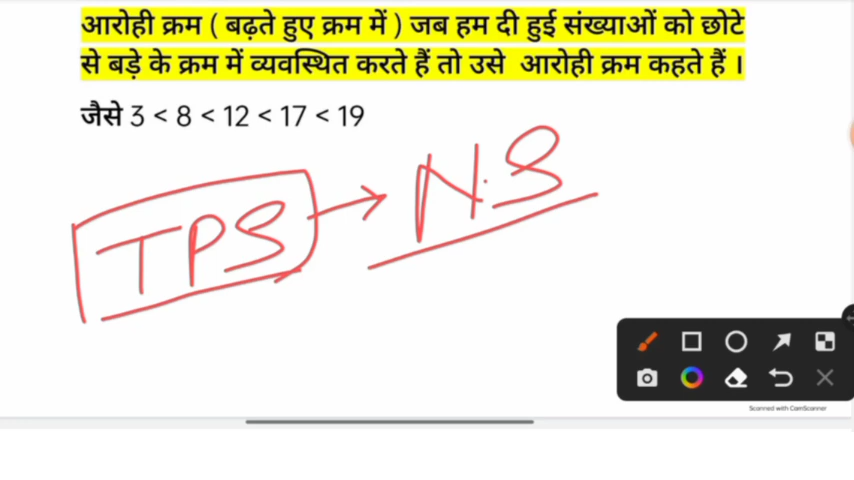 आरोही क्रम ( बढ़ते हुए क्रम में ) जब हम दी हुई संख्याओं को छोटे
से बड़े के क्रम में व्यवस्थित करते हैं तो उसे आरोही क्रम कहते हैं ।
जैसे 3 < 8 < 12 < 17 < 19
TPS → N.S
Scanned with CamScanner